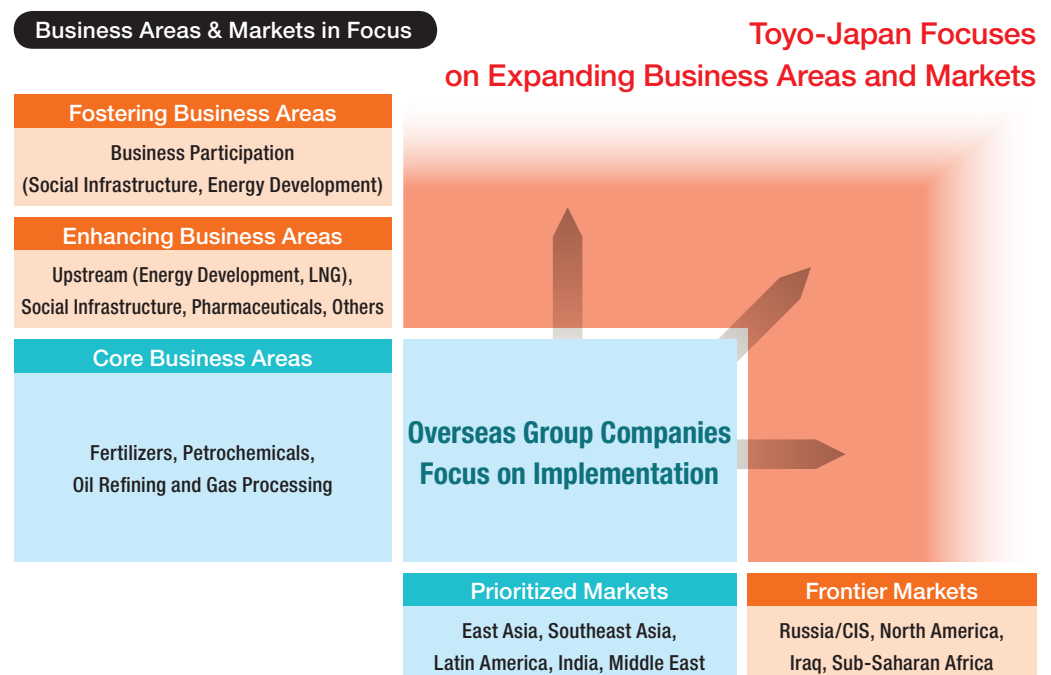 Business Areas & Markets in Focus
Toyo-Japan Focuses
on Expanding Business Areas and Markets
Fostering Business Areas
Business Participation
(Social Infrastructure, Energy Development)
Enhancing Business Areas
Upstream (Energy Development, LNG),
Social Infrastructure, Pharmaceuticals, Others
Core Business Areas
Fertilizers, Petrochemicals,
Oil Refining and Gas Processing
Overseas Group Companies
Focus on Implementation
Prioritized Markets
East Asia, Southeast Asia,
Latin America, India, Middle East
Frontier Markets
Russia/CIS, North America,
Iraq, Sub-Saharan Africa